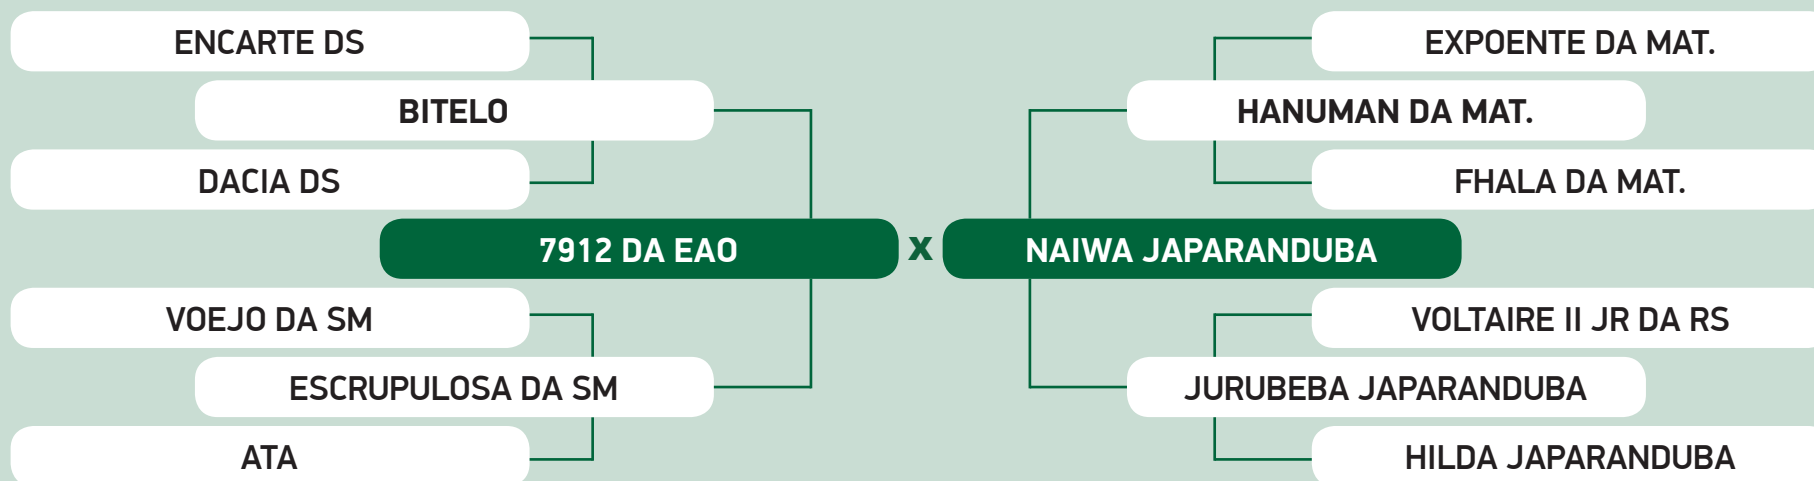 ENCARTE DS
EXPOENTE DA MAT.
BITELO
HANUMAN DA MAT.
DACIA DS
FHALA DA MAT.
7912 DA EAO
X
NAIWA JAPARANDUBA
VOEJO DA SM
VOLTAIRE II JR DA RS
ESCRUPULOSA DA SM
JURUBEBA JAPARANDUBA
ATA
HILDA JAPARANDUBA